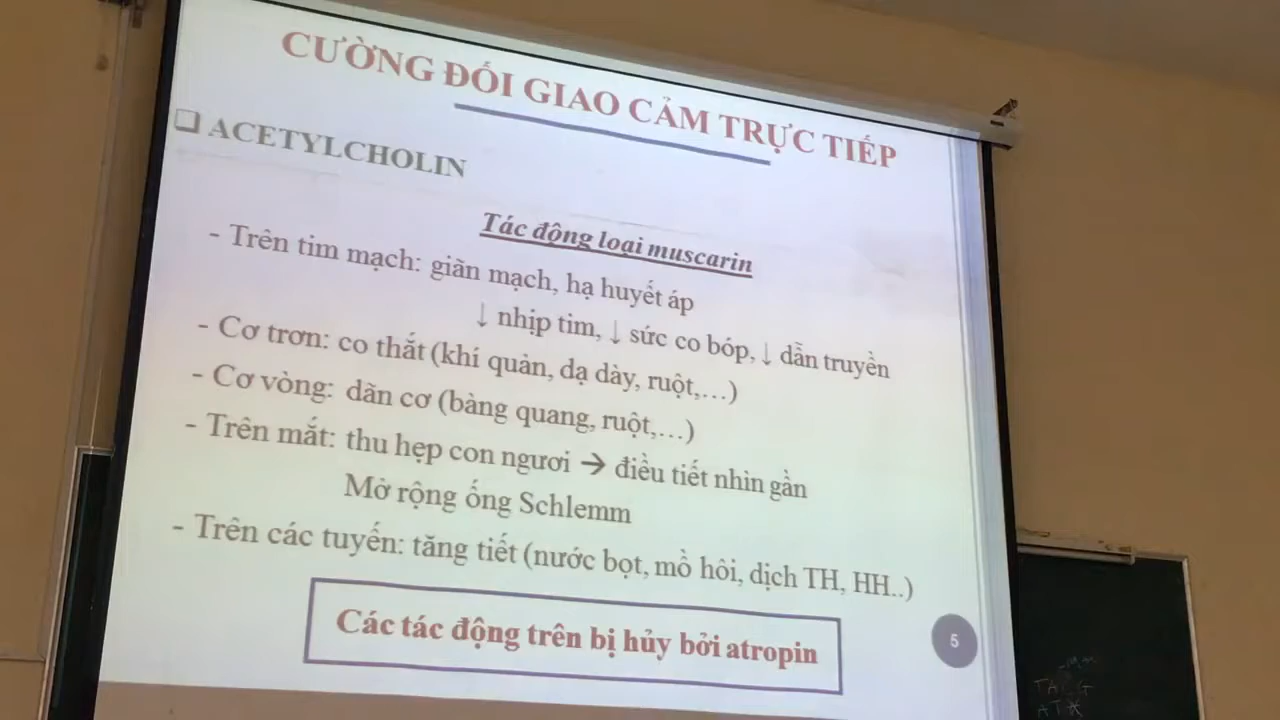 CƯỜNG ĐỐI GIAO CẢM TRỰC TIẾP
❑ ACETYLCHOLIN
Tác động loại muscarin
- Trên tim mạch: giãn mạch, hạ huyết áp
↓ nhịp tim, ↓ sức co bóp, ↓ dẫn truyền
- Cơ trơn: co thắt (khí quản, dạ dày, ruột,...)
- Cơ vòng: dãn cơ (bàng quang, ruột,...)
- Trên mắt: thu hẹp con ngươi → điều tiết nhìn gần
Mở rộng ống Schlemm
- Trên các tuyến: tăng tiết (nước bọt, mồ hôi, dịch TH, HH..)
Các tác động trên bị hủy bởi atropin
5